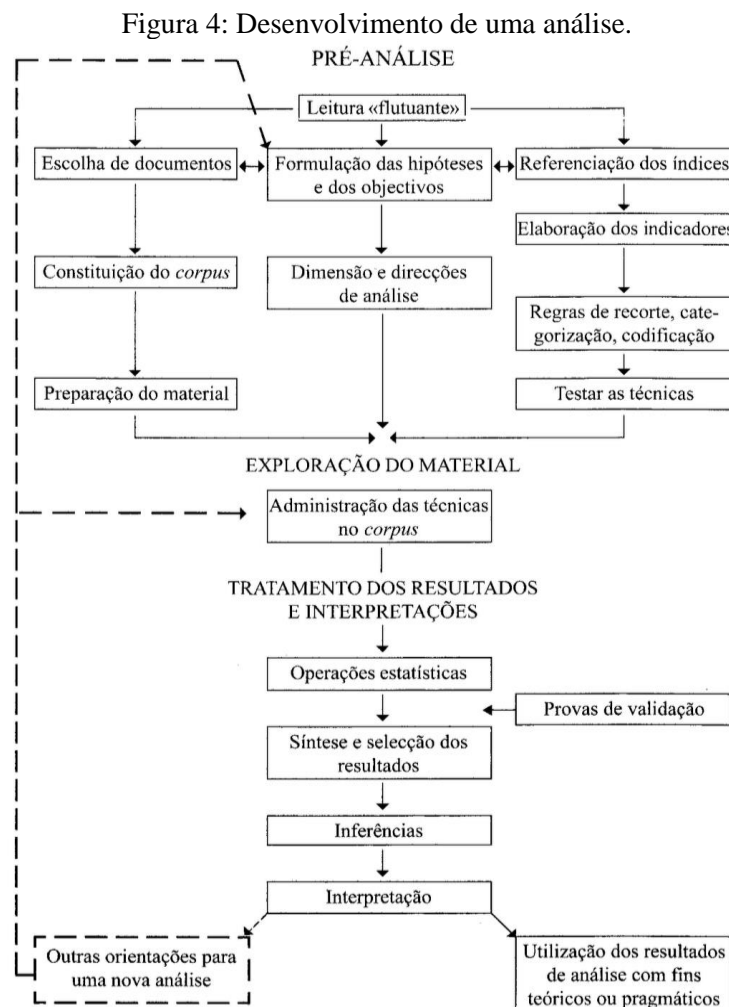 Figura 4: Desenvolvimento de uma análise.
PRÉ-ANÁLISE
Leitura «flutuante»
Escolha de documentos
Formulação das hipóteses
e dos objectivos
Referenciação dos índices
Elaboração dos indicadores
Constituição do corpus
Dimensão e direcções
de análise
Regras de recorte, cate-
gorização, codificação
Preparação do material
Testar as técnicas
EXPLORAÇÃO DO MATERIAL
Administração das técnicas
no corpus
TRATAMENTO DOS RESULTADOS
E INTERPRETAÇÕES
Operações estatísticas
Provas de validação
Síntese e selecção dos
resultados
Inferências
Interpretação
Outras orientações para
uma nova análise
Utilização dos resultados
de análise com fins
teóricos ou pragmáticos